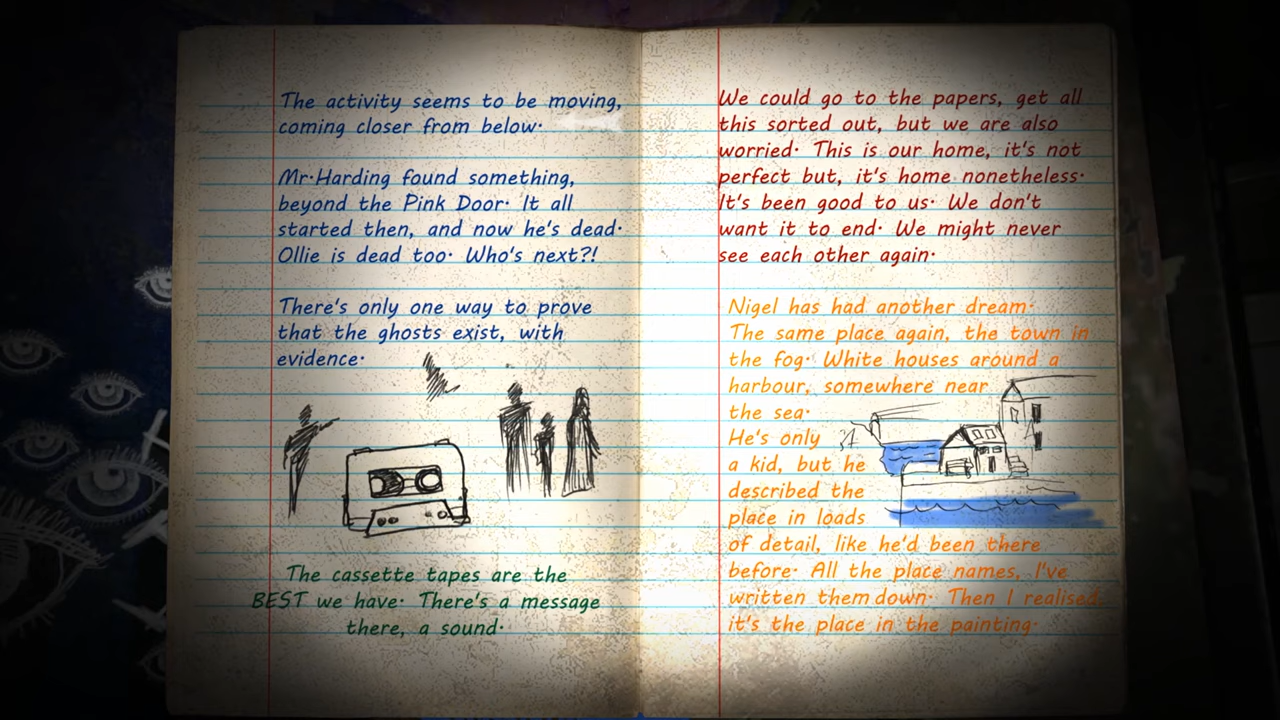 The activity seems to be moving,
coming closer from below.
Mr.Harding found something,
beyond the Pink Door. It all
started then, and now he's dead.
Ollie is dead too. Who's next?!
There's only one way to prove
that the ghosts exist, with
evidence.
The cassette tapes are the
BEST we have. There's a message
there, a sound.
We could go to the papers, get all
this sorted out, but we are also
worried. This is our home, it's not
perfect but, it's home nonetheless.
It's been good to us. We don't
want it to end. We might never
see each other again.
Nigel has had another dream.
The same place again, the town in
the fog. White houses around a
harbour, somewhere near
the sea.
He's only
a kid, but he
described the
place in loads
of detail, like he'd been there
before. All the place names, I've
written them down. Then I realised,
it's the place in the painting.